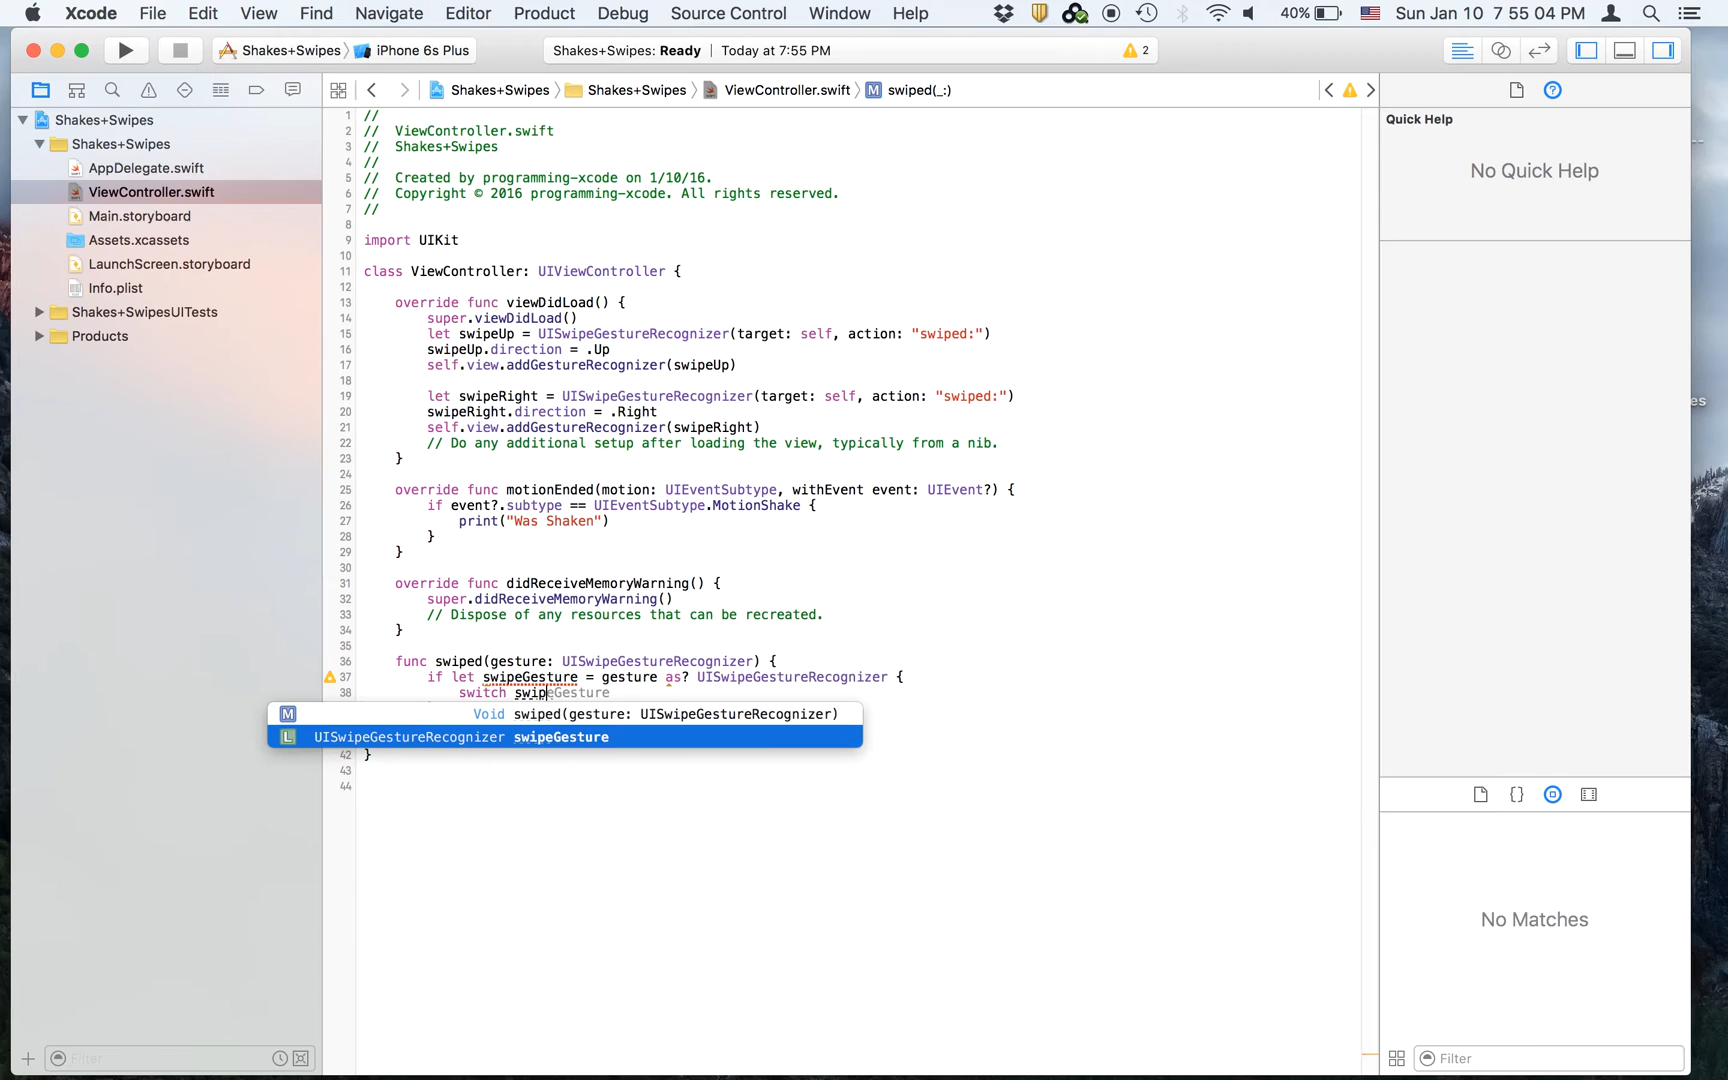 Xcode File Edit View Find Navigate Editor Product Debug Source Control Window Help 40% Sun Jan 10 7 55 04 PM
Shakes+Swipes iPhone 6s Plus Shakes+Swipes: Ready | Today at 7:55 PM 2
Shakes+Swipes Shakes+Swipes ViewController.swift M swiped(_:)
Shakes+Swipes
Shakes+Swipes
AppDelegate.swift
ViewController.swift
Main.storyboard
Assets.xcassets
LaunchScreen.storyboard
Info.plist
Shakes+SwipesUITests
Products
Filter
1 //
2 // ViewController.swift
3 // Shakes+Swipes
4 //
5 // Created by programming-xcode on 1/10/16.
6 // Copyright © 2016 programming-xcode. All rights reserved.
7 //
8
9 import UIKit
10
11 class ViewController: UIViewController {
12
13 override func viewDidLoad() {
14 super.viewDidLoad()
15 let swipeUp = UISwipeGestureRecognizer(target: self, action: "swiped:")
16 swipeUp.direction = .Up
17 self.view.addGestureRecognizer(swipeUp)
18
19 let swipeRight = UISwipeGestureRecognizer(target: self, action: "swiped:")
20 swipeRight.direction = .Right
21 self.view.addGestureRecognizer(swipeRight)
22 // Do any additional setup after loading the view, typically from a nib.
23 }
24
25 override func motionEnded(motion: UIEventSubtype, withEvent event: UIEvent?) {
26 if event?.subtype == UIEventSubtype.MotionShake {
27 print("Was Shaken")
28 }
29 }
30
31 override func didReceiveMemoryWarning() {
32 super.didReceiveMemoryWarning()
33 // Dispose of any resources that can be recreated.
34 }
35
36 func swiped(gesture: UISwipeGestureRecognizer) {
37 if let swipeGesture = gesture as? UISwipeGestureRecognizer {
38 switch swipeGesture
M Void swiped(gesture: UISwipeGestureRecognizer)
L UISwipeGestureRecognizer swipeGesture
42 }
43
44
Quick Help
No Quick Help
{}
No Matches
Filter
es